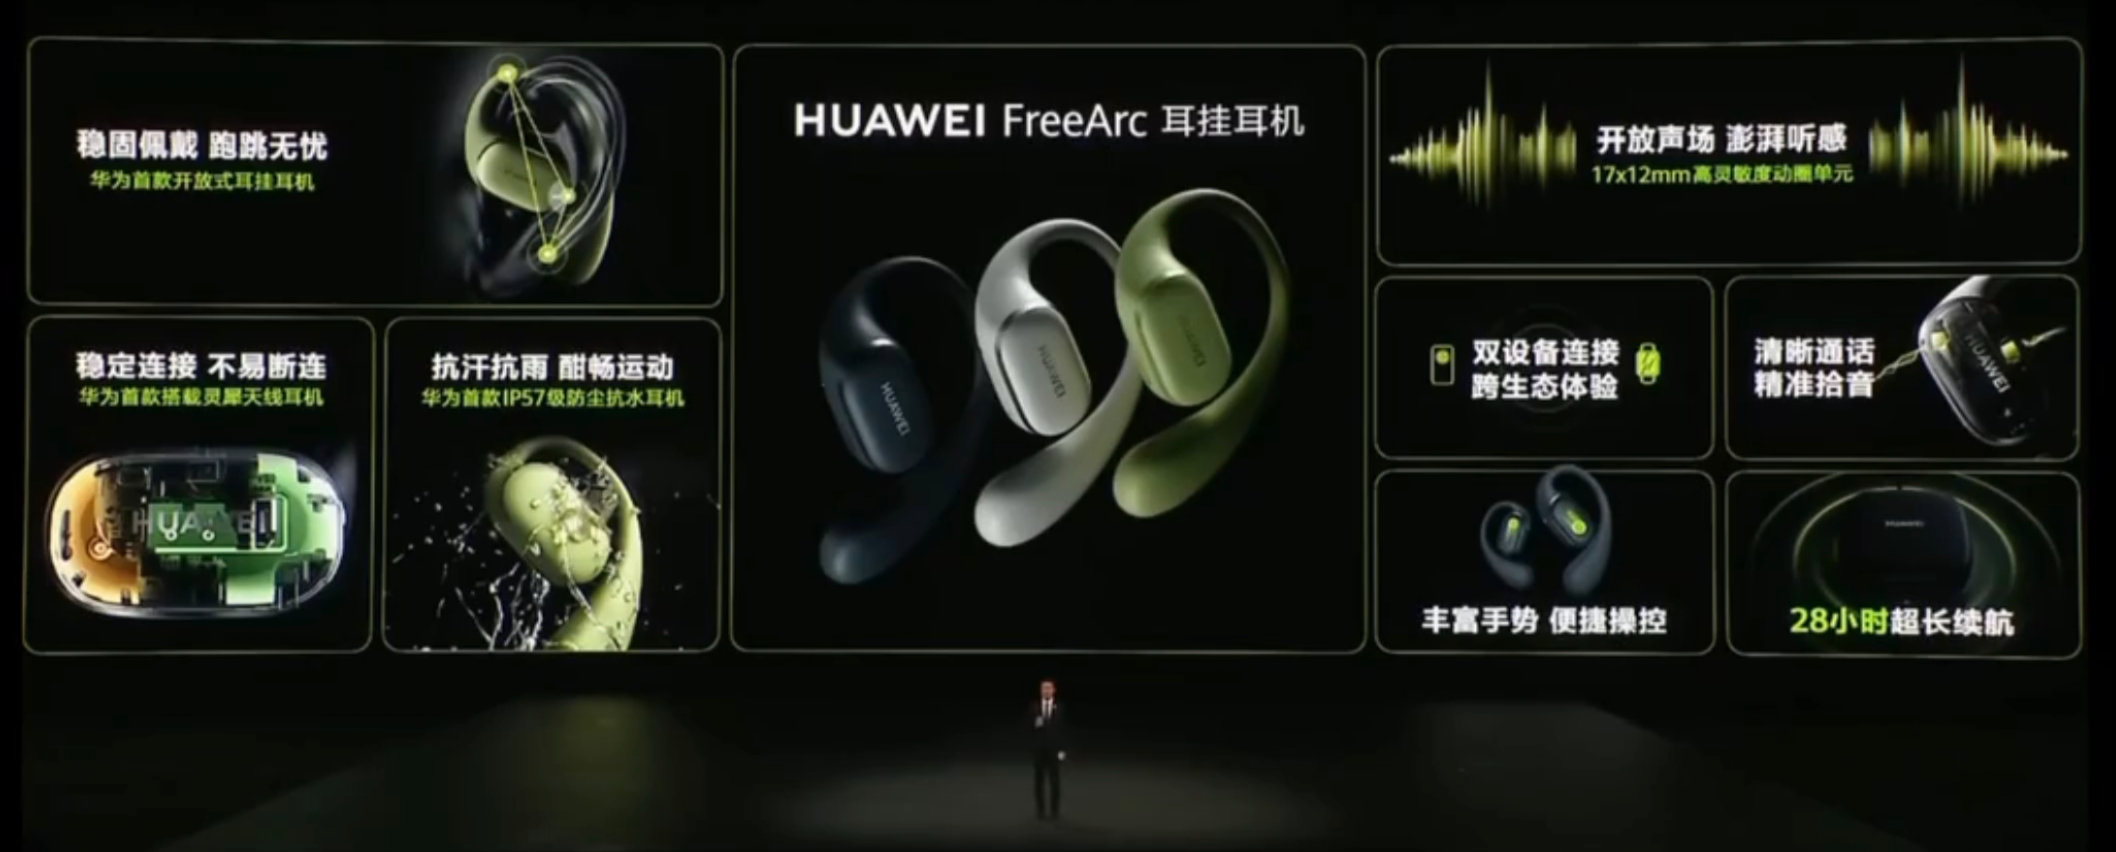 稳固佩戴 跑跳无忧
华为首款开放式耳挂耳机
稳定连接 不易断连
华为首款搭载灵犀天线耳机
HUAWEI
抗汗抗雨 酣畅运动
华为首款IP57级防尘抗水耳机
HUAWEI FreeArc 耳挂耳机
HUAWEI
HUAWEI
HUAWEI
开放声场 澎湃听感
17x12mm高灵敏度动圈单元
双设备连接
跨生态体验
清晰通话
精准拾音
HUAWEI
丰富手势 便捷操控
HUAWEI
28小时超长续航